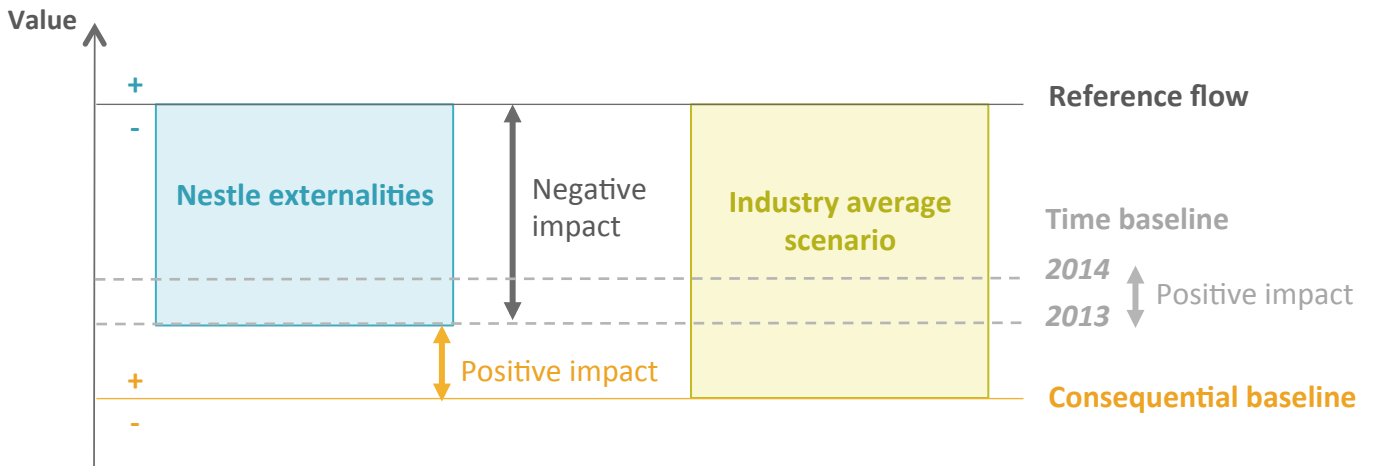 Value
+
-
Reference flow
Nestle externalities
Negative
impact
Industry average
scenario
Time baseline
2014
Positive impact
2013
Positive impact
+
-
Consequential baseline